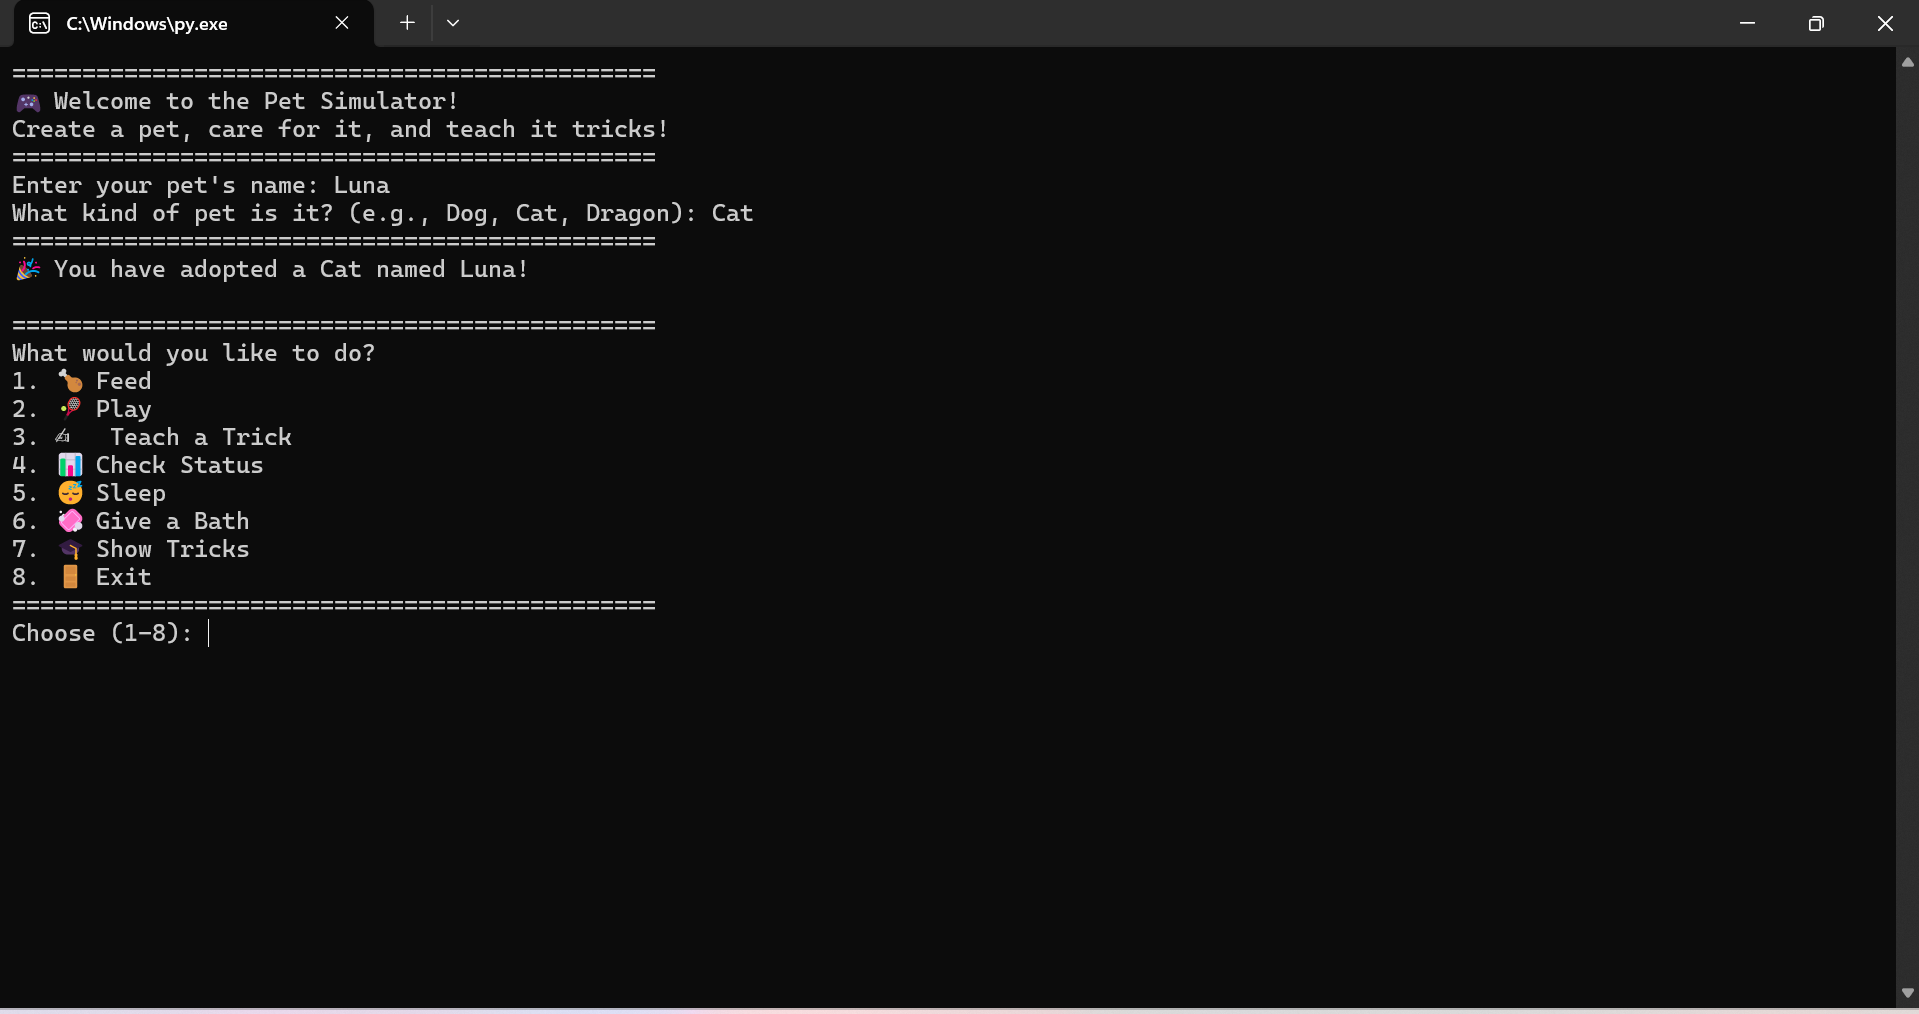 C:\Windows\py.exe
==============================================
🎮 Welcome to the Pet Simulator!
Create a pet, care for it, and teach it tricks!
==============================================
Enter your pet's name: Luna
What kind of pet is it? (e.g., Dog, Cat, Dragon): Cat
==============================================
🎉 You have adopted a Cat named Luna!
==============================================
What would you like to do?
1. 🍗 Feed
2. 🎾 Play
3. ✍ Teach a Trick
4. 📊 Check Status
5. 😴 Sleep
6. 🧼 Give a Bath
7. 🎓 Show Tricks
8. 🚪 Exit
==============================================
Choose (1-8):